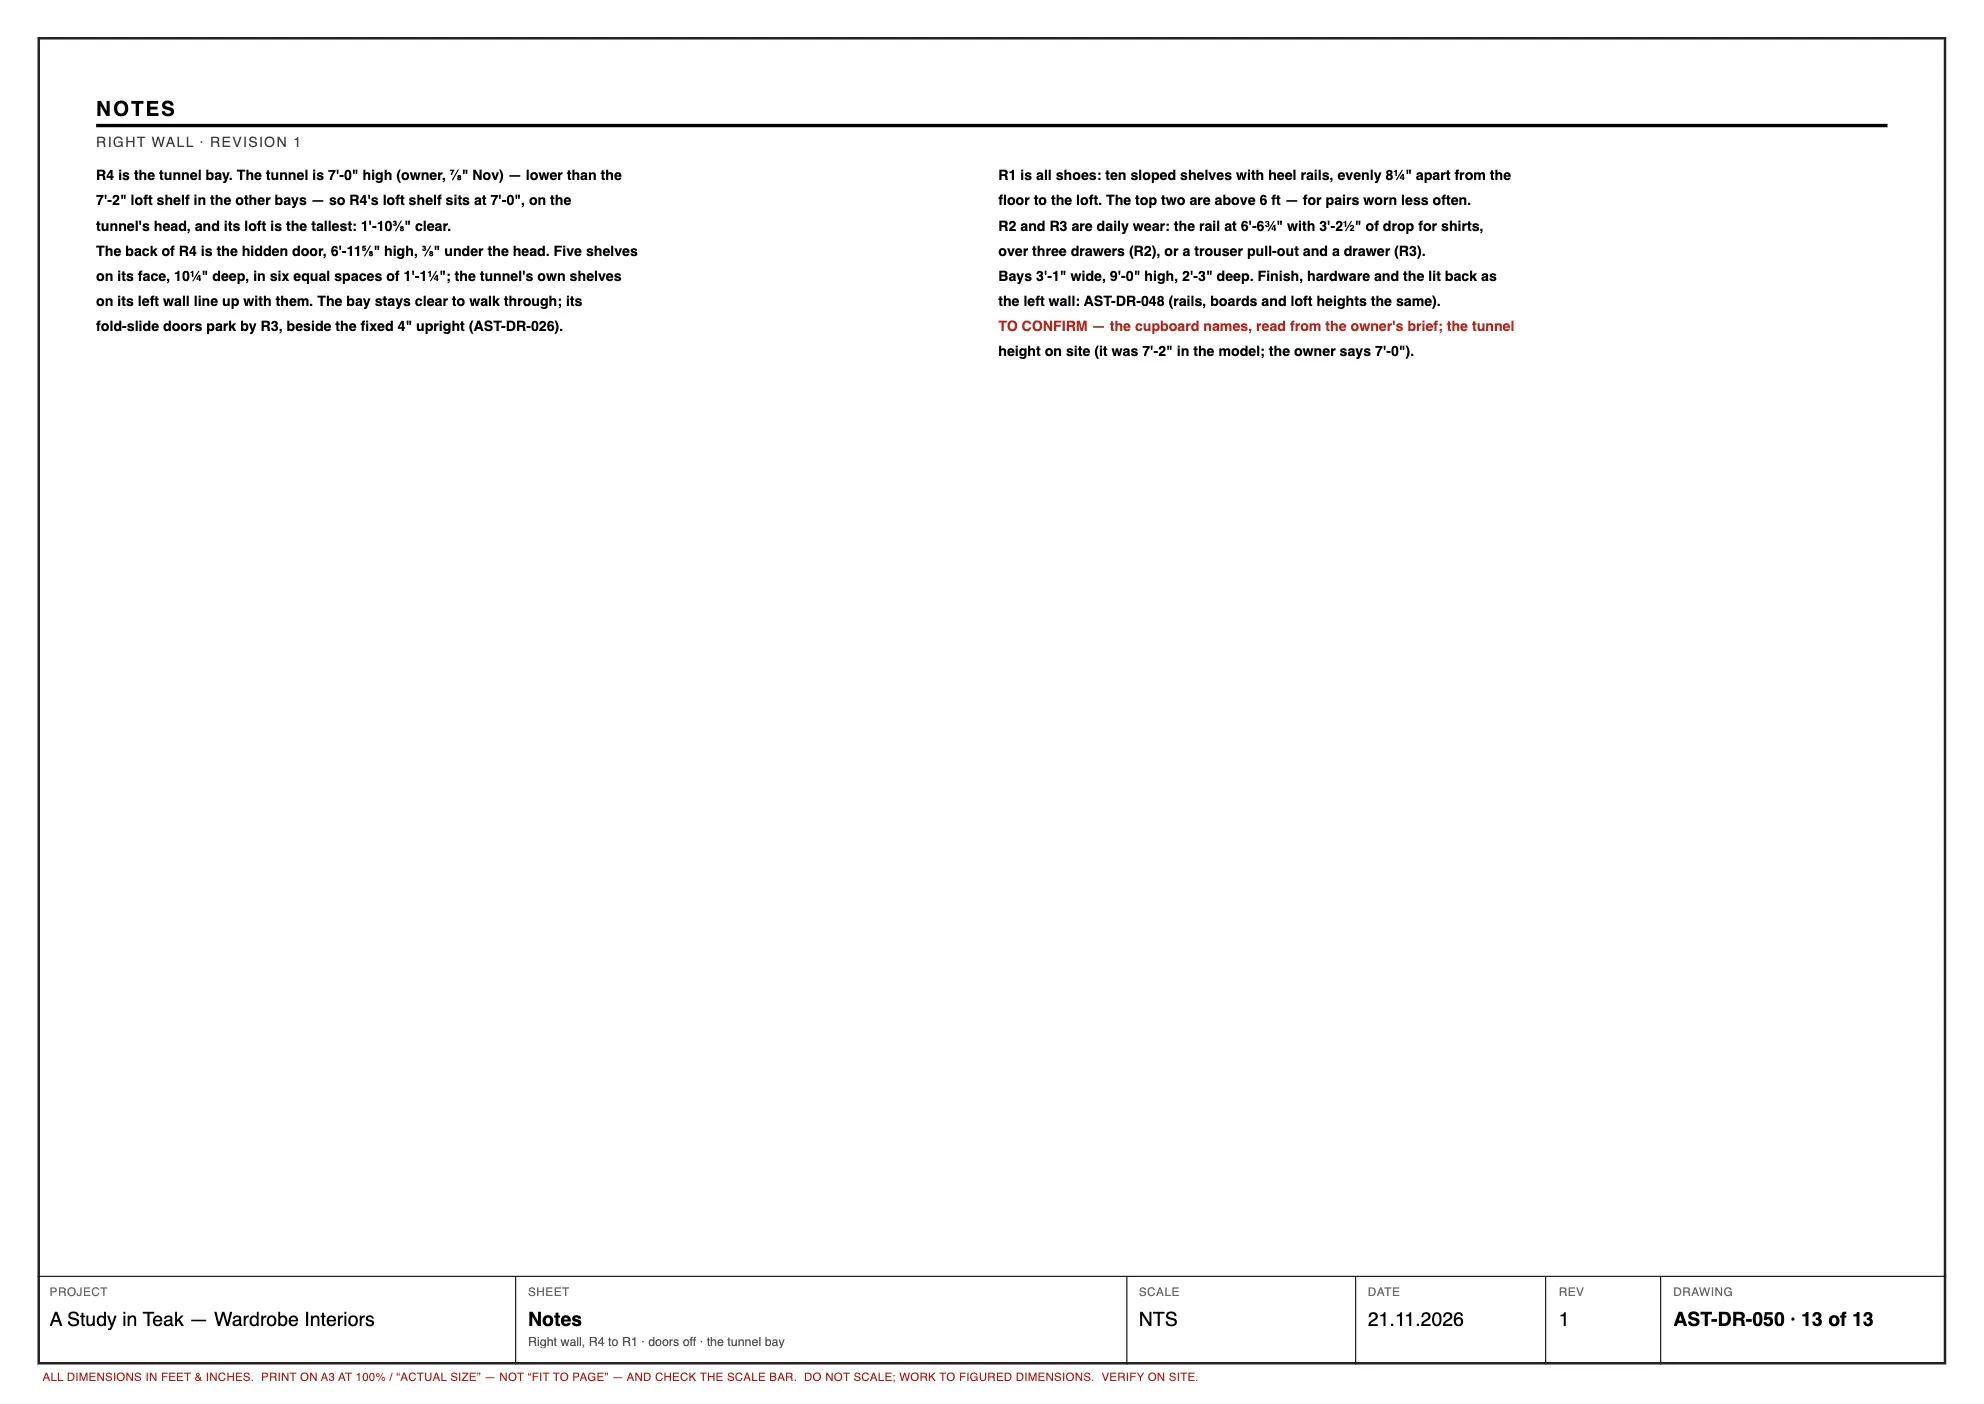 NOTES
RIGHT WALL · REVISION 1
R4 is the tunnel bay. The tunnel is 7'-0" high (owner, ⅞" Nov) — lower than the
7'-2" loft shelf in the other bays — so R4's loft shelf sits at 7'-0", on the
tunnel's head, and its loft is the tallest: 1'-10⅜" clear.
The back of R4 is the hidden door, 6'-11⅝" high, ⅜" under the head. Five shelves
on its face, 10¼" deep, in six equal spaces of 1'-1¼"; the tunnel's own shelves
on its left wall line up with them. The bay stays clear to walk through; its
fold-slide doors park by R3, beside the fixed 4" upright (AST-DR-026).
R1 is all shoes: ten sloped shelves with heel rails, evenly 8¼" apart from the
floor to the loft. The top two are above 6 ft — for pairs worn less often.
R2 and R3 are daily wear: the rail at 6'-6¾" with 3'-2½" of drop for shirts,
over three drawers (R2), or a trouser pull-out and a drawer (R3).
Bays 3'-1" wide, 9'-0" high, 2'-3" deep. Finish, hardware and the lit back as
the left wall: AST-DR-048 (rails, boards and loft heights the same).
TO CONFIRM — the cupboard names, read from the owner's brief; the tunnel
height on site (it was 7'-2" in the model; the owner says 7'-0").
PROJECT
A Study in Teak — Wardrobe Interiors
SHEET
Notes
Right wall, R4 to R1 · doors off · the tunnel bay
SCALE
NTS
DATE
21.11.2026
REV
1
DRAWING
AST-DR-050 · 13 of 13
ALL DIMENSIONS IN FEET & INCHES. PRINT ON A3 AT 100% / “ACTUAL SIZE” — NOT “FIT TO PAGE” — AND CHECK THE SCALE BAR. DO NOT SCALE; WORK TO FIGURED DIMENSIONS. VERIFY ON SITE.